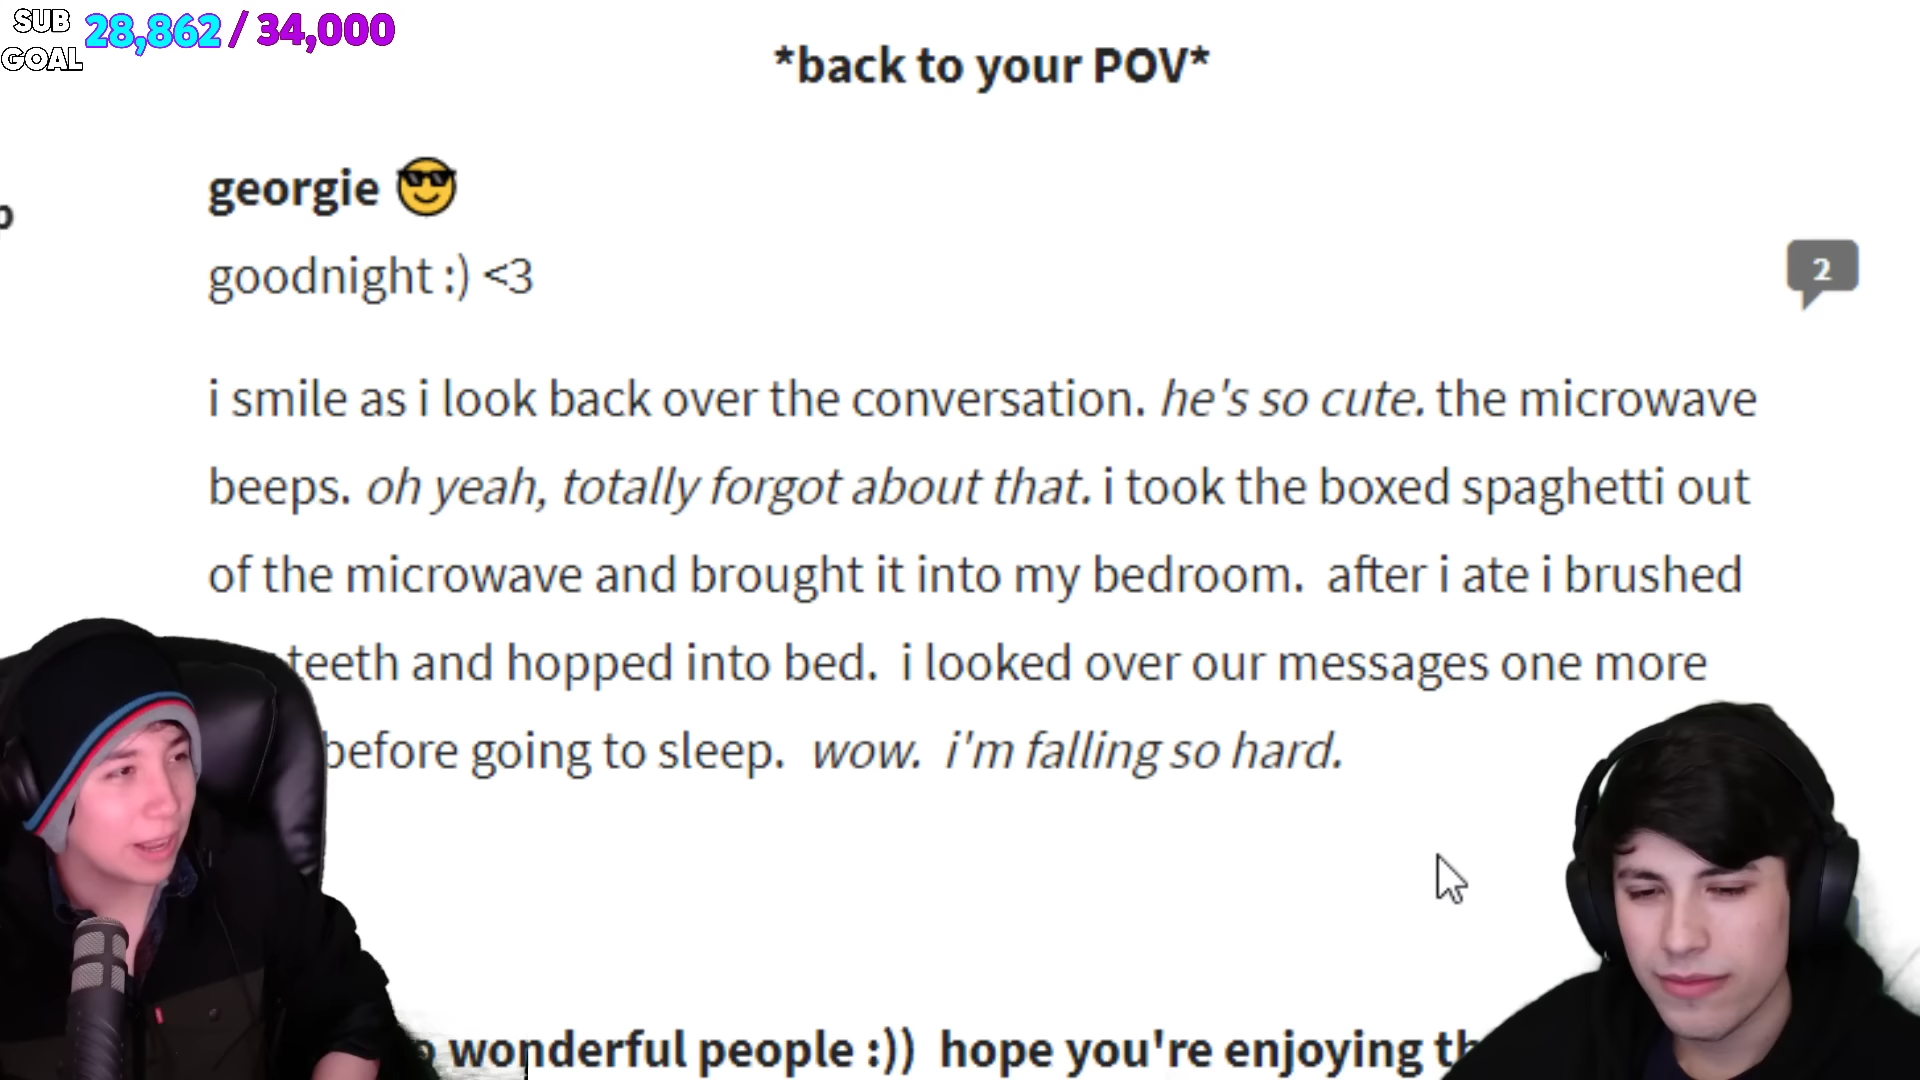 SUB GOAL 28,862 / 34,000
*back to your POV*
georgie 😎
goodnight :) <3
2
i smile as i look back over the conversation. he's so cute. the microwave
beeps. oh yeah, totally forgot about that. i took the boxed spaghetti out
of the microwave and brought it into my bedroom.  after i ate i brushed
teeth and hopped into bed.  i looked over our messages one more
before going to sleep.  wow.  i'm falling so hard.
wonderful people :))  hope you're enjoying